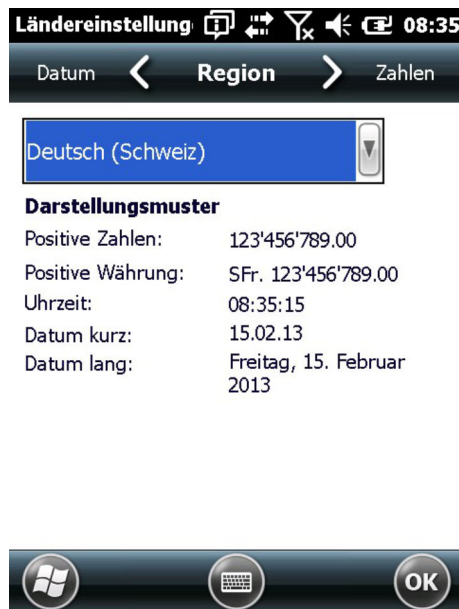 Ländereinstellung 08:35
Datum Region Zahlen
Deutsch (Schweiz)
Darstellungsmuster
Positive Zahlen: 123'456'789.00
Positive Währung: SFr. 123'456'789.00
Uhrzeit: 08:35:15
Datum kurz: 15.02.13
Datum lang: Freitag, 15. Februar
2013
OK